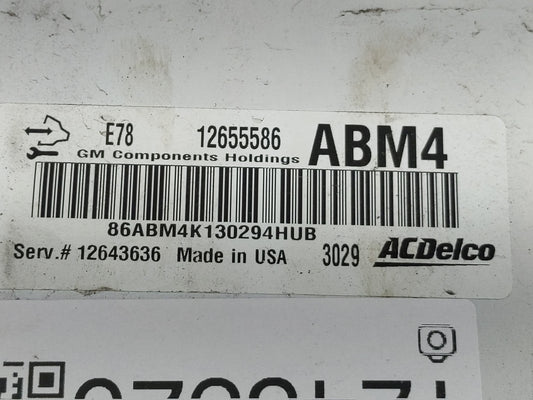 E78 12655586 ABM4
GM Components Holdings
86ABM4K130294HUB
Serv.# 12643636 Made in USA 3029 ACDelco